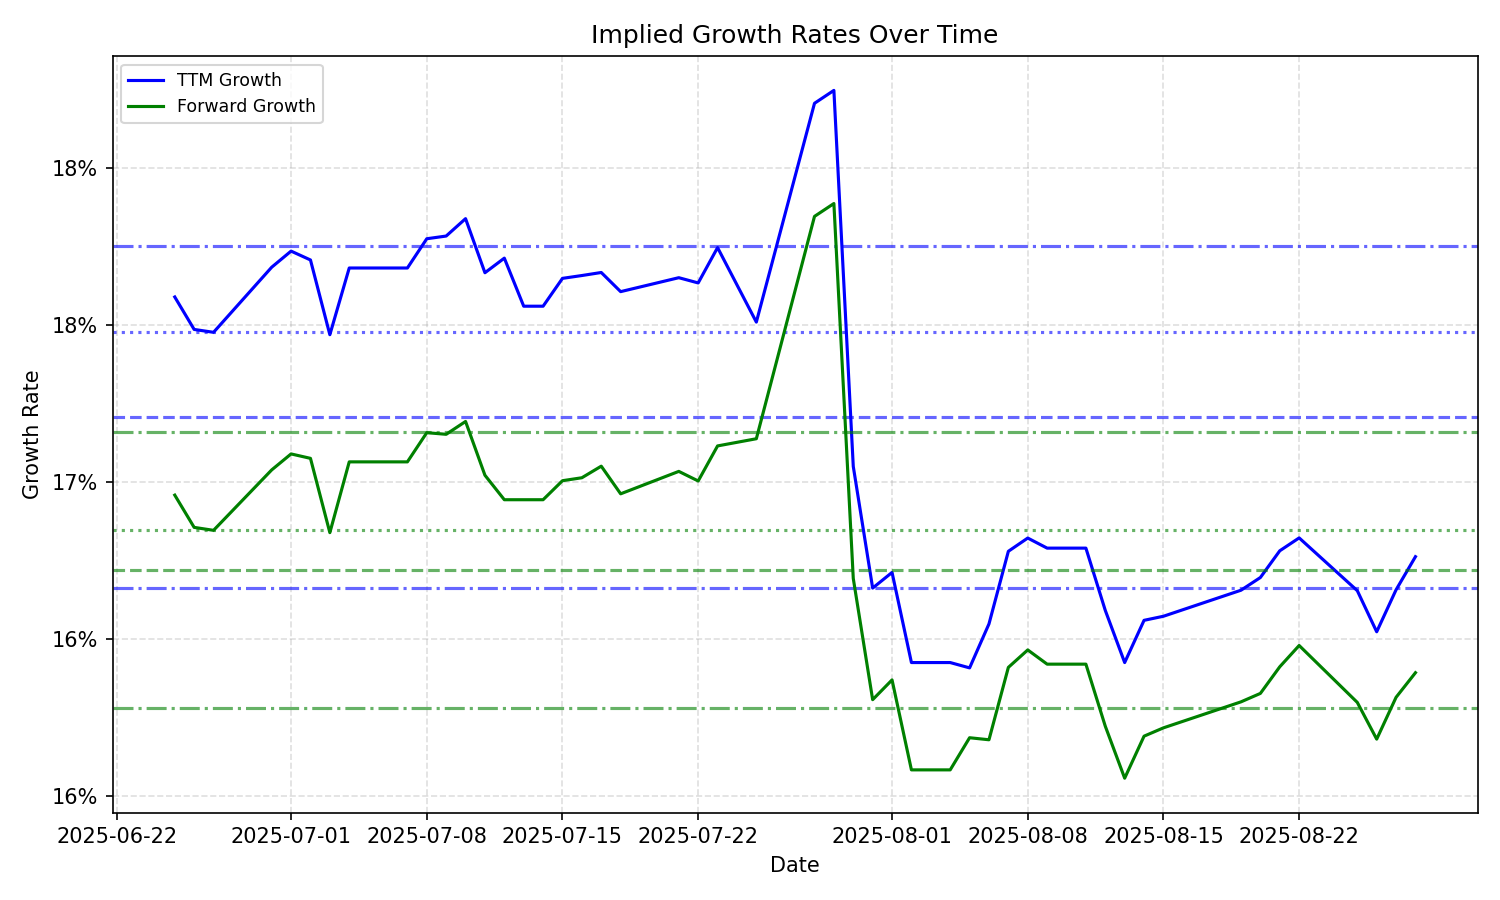 Implied Growth Rates Over Time
TTM Growth
Forward Growth
18%
18%
17%
16%
16%
Growth Rate
2025-06-22
2025-07-01
2025-07-08
2025-07-15
2025-07-22
2025-08-01
2025-08-08
2025-08-15
2025-08-22
Date